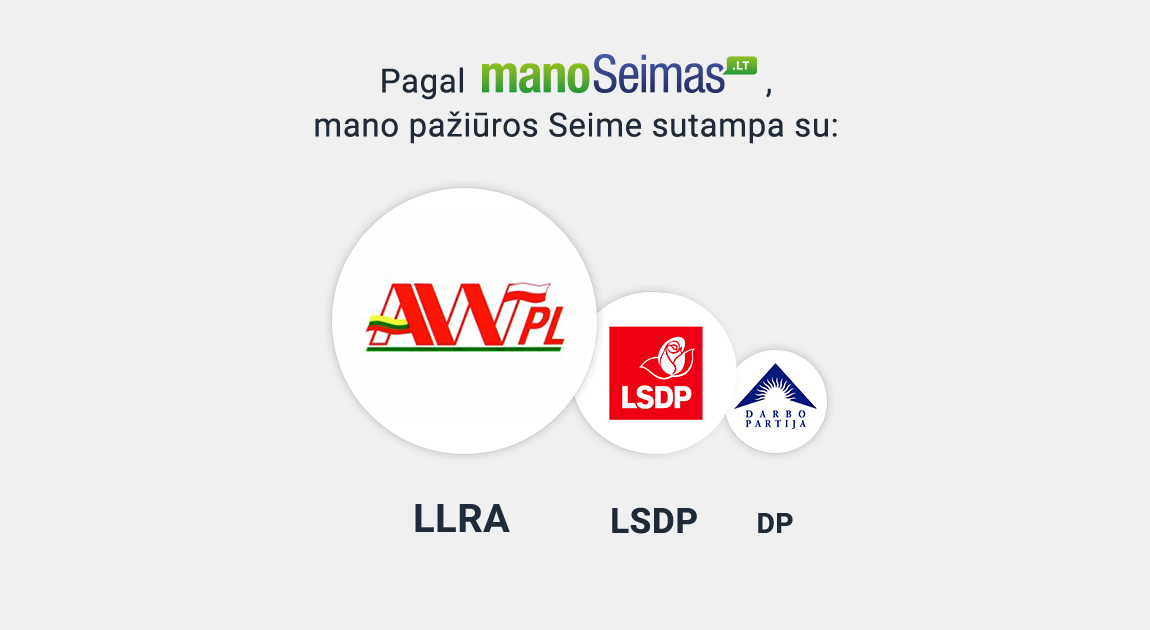 Pagal manoSeimas.LT ,
mano pažiūros Seime sutampa su:
AWPL
LSDP
DARBO
PARTIJA
LLRA LSDP DP